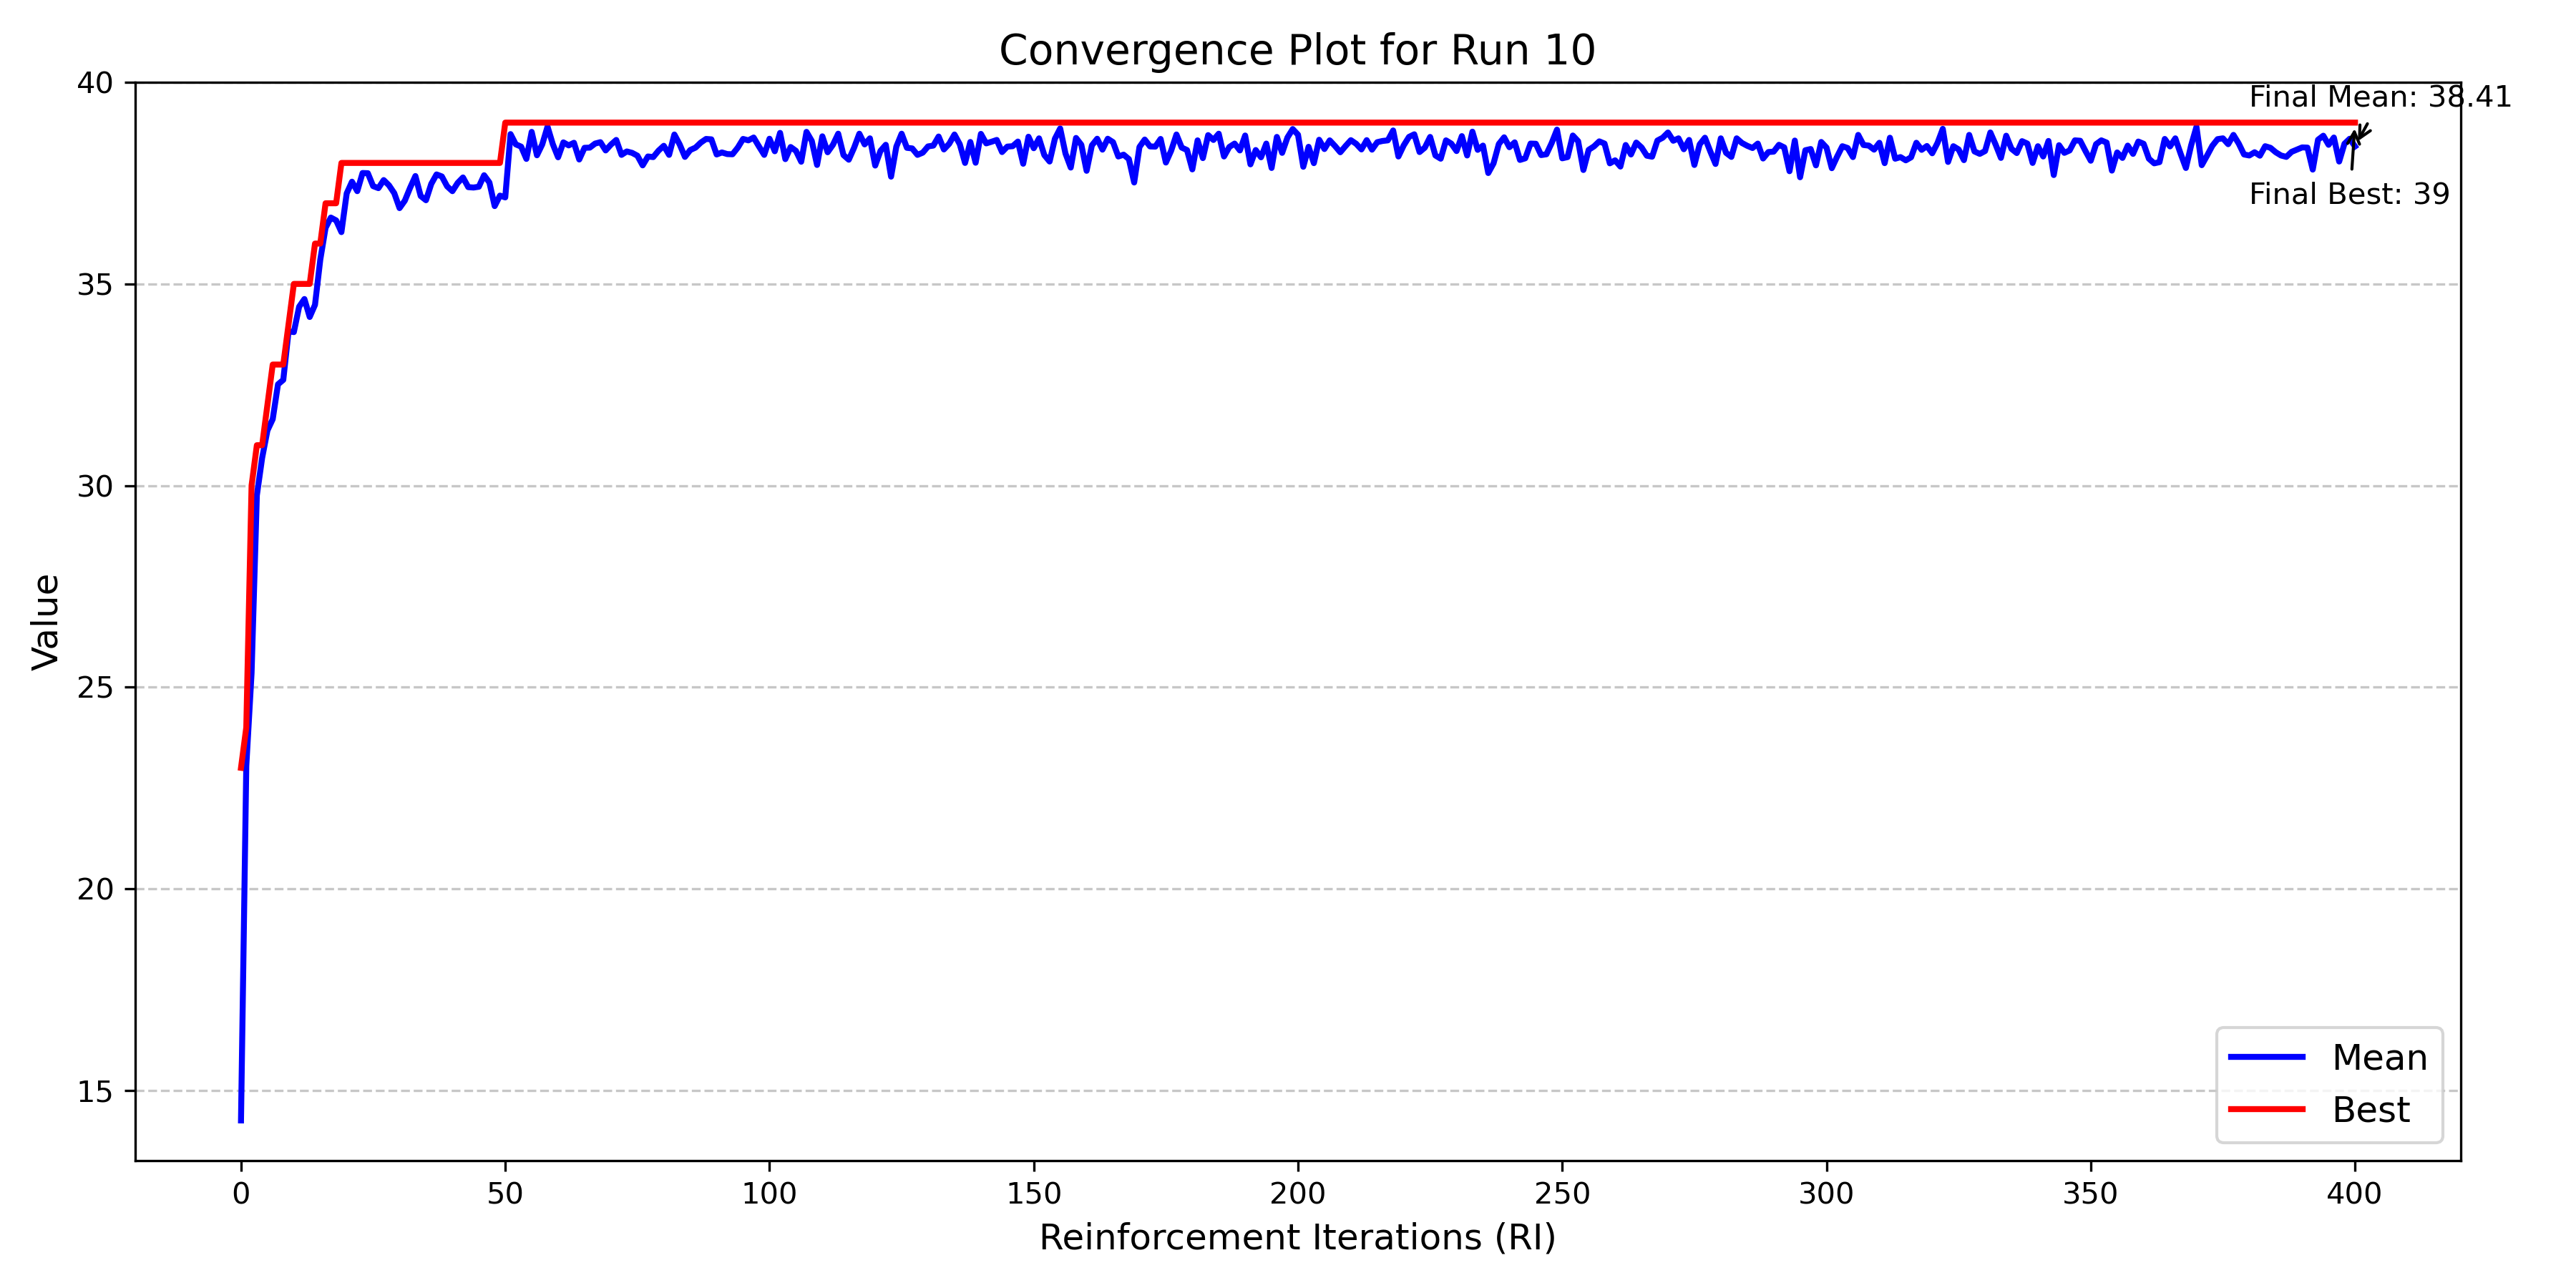 Convergence Plot for Run 10
40
35
30
25
20
15
Value
Final Mean: 38.41
Final Best: 39
Mean
Best
0 50 100 150 200 250 300 350 400
Reinforcement Iterations (RI)